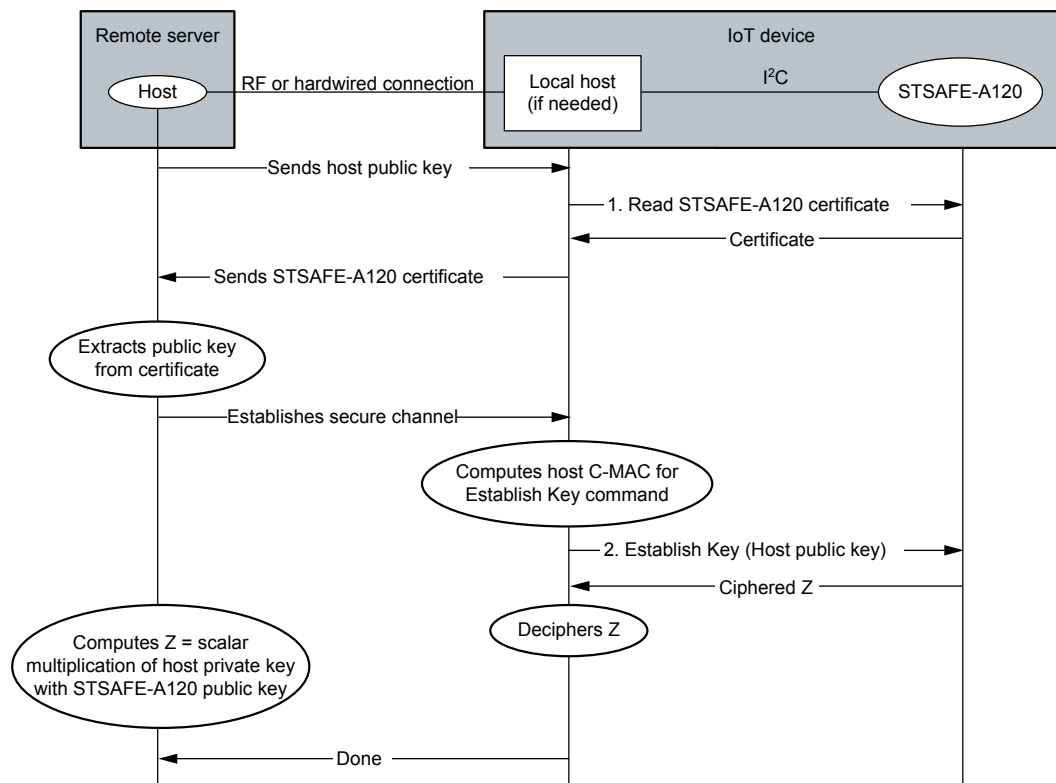 Remote server
IoT device
Host
RF or hardwired connection
Local host
(if needed)
I²C
STSAFE-A120
Sends host public key
1. Read STSAFE-A120 certificate
Certificate
Sends STSAFE-A120 certificate
Extracts public key
from certificate
Establishes secure channel
Computes host C-MAC for
Establish Key command
2. Establish Key (Host public key)
Ciphered Z
Deciphers Z
Computes Z = scalar
multiplication of host private key
with STSAFE-A120 public key
Done